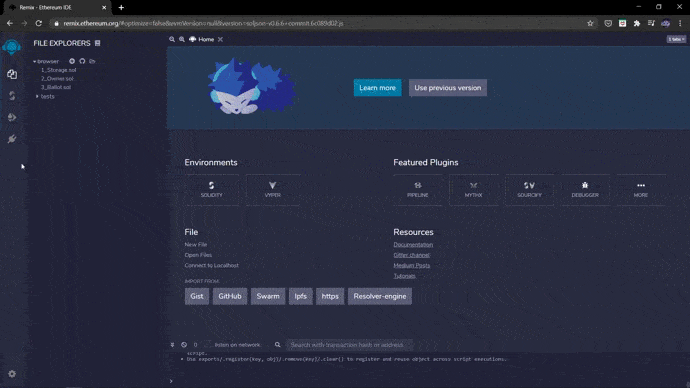 Remix - Ethereum IDE
remix.ethereum.org/#optimize=false&evmVersion=null&version=soljson-v0.6.6+commit.6c089d02.js
FILE EXPLORERS
Home
1 tabs
browser
1_Storage.sol
2_Owner.sol
3_Ballot.sol
tests
Learn more
Use previous version
Environments
Featured Plugins
SOLIDITY
VYPER
PIPELINE
MYTHX
SOURCIFY
DEBUGGER
MORE
File
Resources
New File
Documentation
Open Files
Gitter channel
Connect to Localhost
Medium Posts
Tutorials
IMPORT FROM:
Gist
GitHub
Swarm
Ipfs
https
Resolver-engine
0
listen on network
Search with transaction hash or address
script.
• Use exports/.register(key, obj)/.remove(key)/.clear() to register and reuse object across script executions.
>